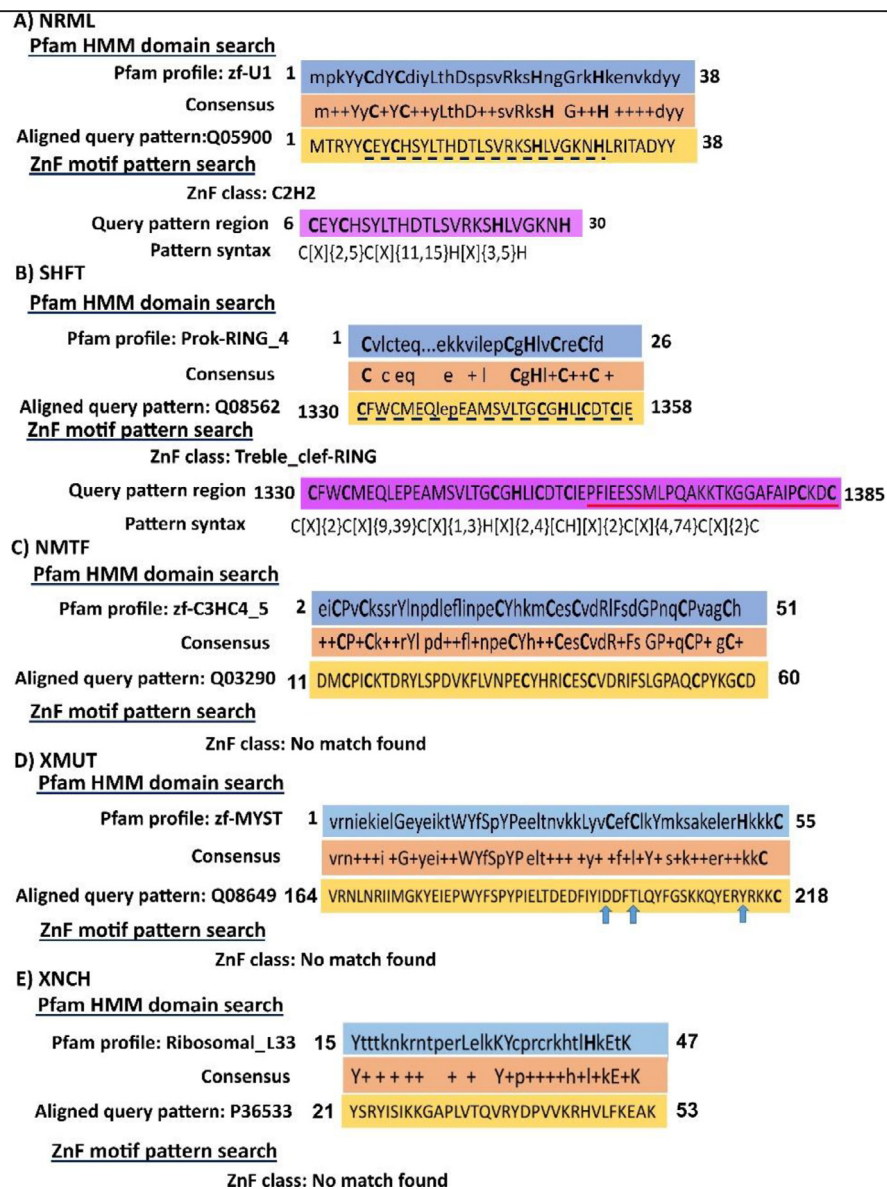 A) NRML
Pfam HMM domain search
Pfam profile: zf-U1 1 mpkYyCdYCdiyLthDspsvRksHngGrkHkenvkdyy 38
Consensus m++YyC+YC++yLthD++svRksH G++H ++++dyy
Aligned query pattern:Q05900 1 MTRYYCEYCHSYLTHDTLSVRKSHLVGKNHLRITADYY 38
ZnF motif pattern search
ZnF class: C2H2
Query pattern region 6 CEYCHSYLTHDTLSVRKSHLVGKNH 30
Pattern syntax C[X]{2,5}C[X]{11,15}H[X]{3,5}H
B) SHFT
Pfam HMM domain search
Pfam profile: Prok-RING_4 1 Cvlcteq...ekkvilepCgHlvCreCfd 26
Consensus C c eq e + l CgHl+C++C +
Aligned query pattern: Q08562 1330 CFWCMEQlepEAMSVLTGCGHLICDTCIE 1358
ZnF motif pattern search
ZnF class: Treble_clef-RING
Query pattern region 1330 CFWCMEQLEPEAMSVLTGCGHLICDTCIEPFIEESSMLPQAKKTKGGAFAIPCKDC 1385
Pattern syntax C[X]{2}C[X]{9,39}C[X]{1,3}H[X]{2,4}[CH][X]{2}C[X]{4,74}C[X]{2}C
C) NMTF
Pfam HMM domain search
Pfam profile: zf-C3HC4_5 2 eiCPvCkssrYlnpdleflinpeCYhkmCesCvdRlFsdGPnqCPvagCh 51
Consensus ++CP+Ck++rYl pd++fl+npeCYh++CesCvdR+Fs GP+qCP+ gC+
Aligned query pattern: Q03290 11 DMCPICKTDRYLSPDVKFLVNPECYHRICESCVDRIFSLGPAQCPYKGCD 60
ZnF motif pattern search
ZnF class: No match found
D) XMUT
Pfam HMM domain search
Pfam profile: zf-MYST 1 vrniekielGeyeiktWYfSpYPeeltnvkkLyvCefClkYmksakelerHkkkC 55
Consensus vrn+++i +G+yei++WYfSpYP elt+++ +y+ +f+l+Y+ s+k++er++kkC
Aligned query pattern: Q08649 164 VRNLNRIIMGKYEIEPWYFSPYPIELTDEDFIYIDDFTLQYFGSKKQYERYRKKC 218
ZnF motif pattern search
ZnF class: No match found
E) XNCH
Pfam HMM domain search
Pfam profile: Ribosomal_L33 15 YtttknkrntperLelkKYcprcrkhtlHkEtK 47
Consensus Y+ + + ++ + + Y+p++++h+l+kE+K
Aligned query pattern: P36533 21 YSRYISIKKGAPLVTQVRYDPVVKRHVLFKEAK 53
ZnF motif pattern search
ZnF class: No match found